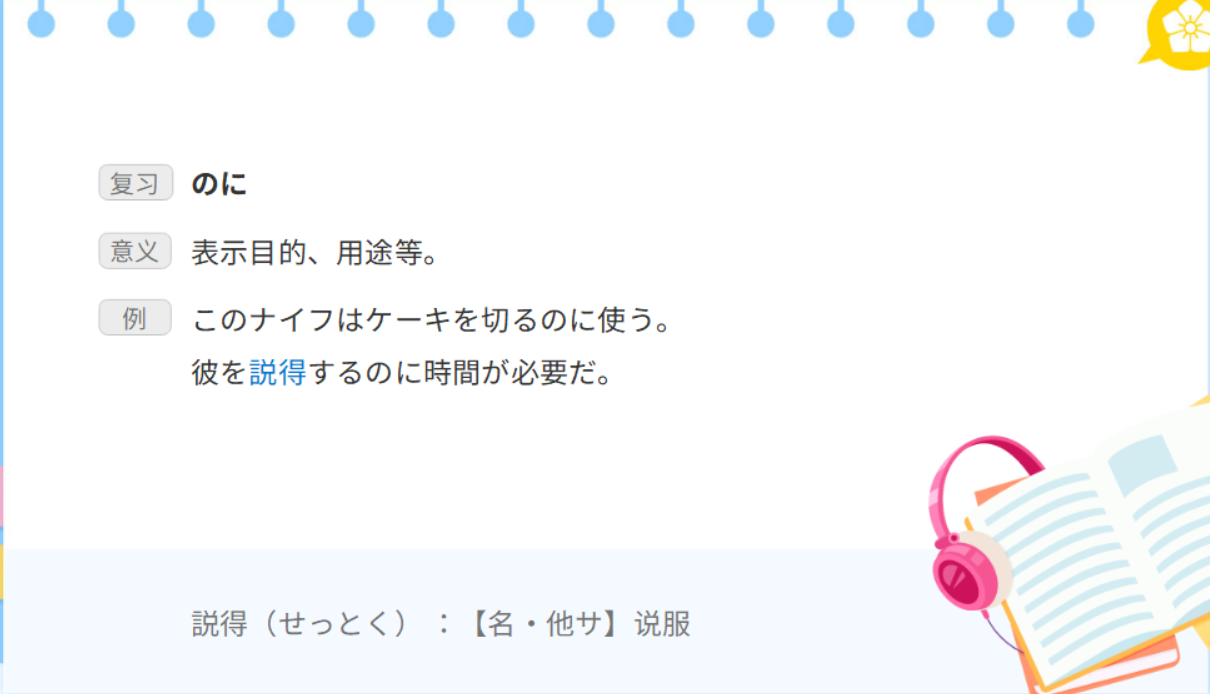 复习 のに
意义 表示目的、用途等。
例 このナイフはケーキを切るのに使う。
彼を説得するのに時間が必要だ。
説得（せっとく）：【名・他サ】说服